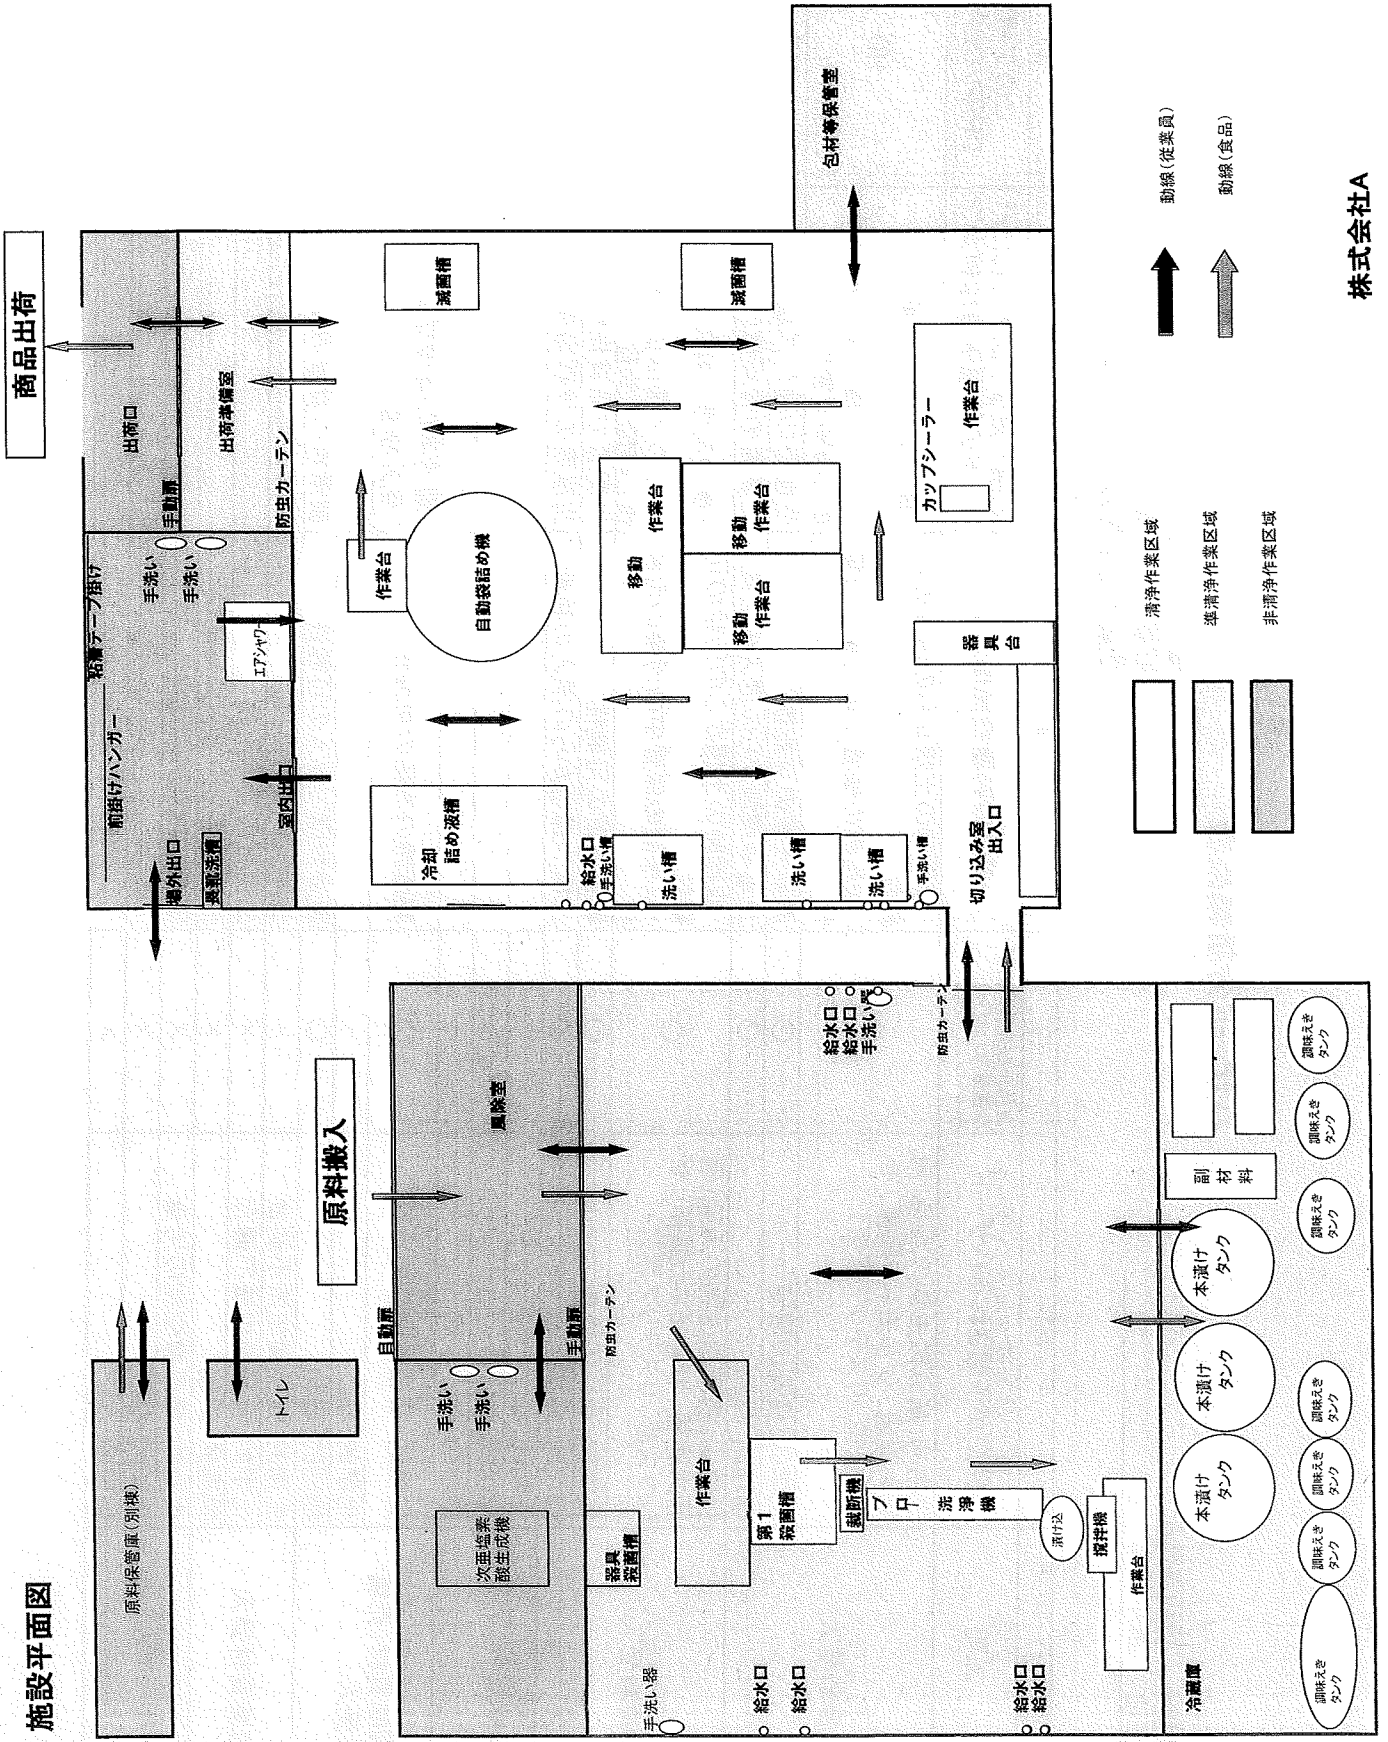 施設平面図
原料保管庫(別棟)
トイレ
原料搬入
自動扉
風除室
手洗い
手洗い
手動扉
防虫カーテン
次亜塩素
酸生成機
器具
殺菌槽
手洗い器
作業台
第1
殺菌槽
裁断機
ブロー洗浄機
漬け込
撹拌機
作業台
給水口
給水口
給水口
給水口
給水口
給水口
手洗い器
防虫カーテン
冷蔵庫
本漬け
タンク
本漬け
タンク
本漬け
タンク
副材料
調味えき
タンク
調味えき
タンク
調味えき
タンク
調味えき
タンク
調味えき
タンク
調味えき
タンク
調味えき
タンク
商品出荷
出荷口
手動扉
出荷準備室
防虫カーテン
粘着テープ掛け
前掛けハンガー
手洗い
手洗い
エアシャワー
場外出口
長靴洗槽
室内出口
作業台
自動袋詰め機
冷却
詰め液槽
滅菌槽
滅菌槽
移動
作業台
移動
作業台
移動
作業台
給水口
手洗い槽
洗い槽
洗い槽
洗い槽
手洗い槽
切り込み室
出入口
器具台
カップシーラー
作業台
包材等保管室
清浄作業区域
準清浄作業区域
非清浄作業区域
動線(従業員)
動線(食品)
株式会社A